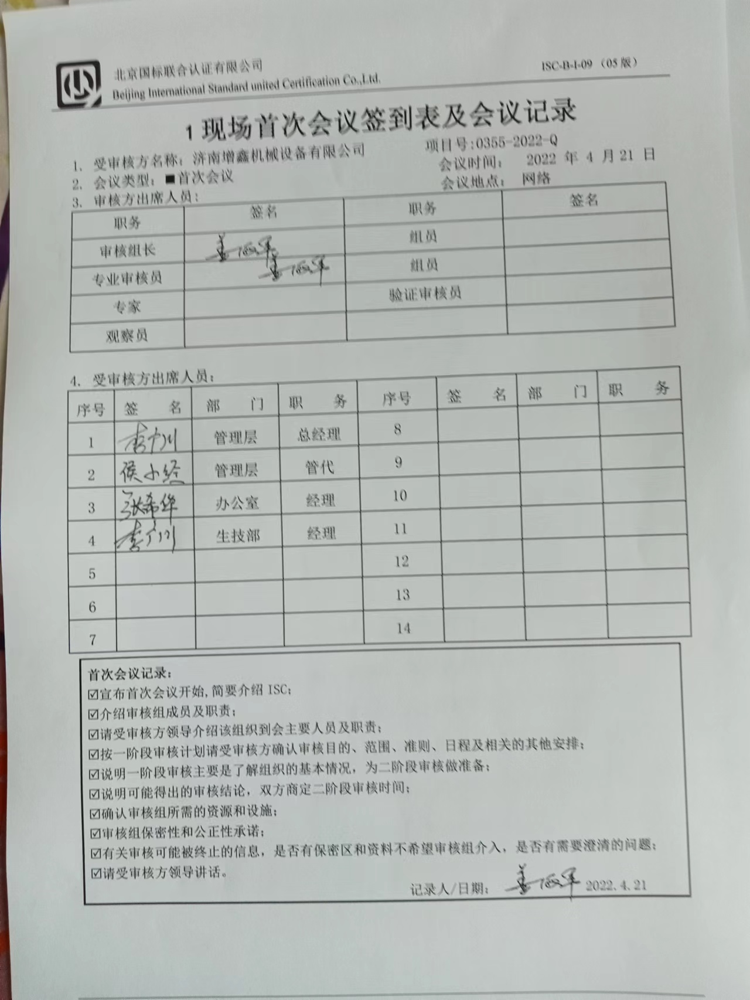 北京国标联合认证有限公司 ISC-B-I-09（05版）
Beijing International Standard united Certification Co.,Ltd.
1 现场首次会议签到表及会议记录
1. 受审核方名称：济南增鑫机械设备有限公司 项目号:0355-2022-Q
2. 会议类型：■首次会议 会议时间： 2022 年 4 月 21 日
3. 审核方出席人员： 会议地点： 网络
职务 签名 职务 签名
审核组长 组员
专业审核员 组员
专家 验证审核员
观察员
4. 受审核方出席人员：
序号 签 名 部 门 职 务 序号 签 名 部 门 职 务
1 管理层 总经理 8
2 侯小经 管理层 管代 9
3 张希华 办公室 经理 10
4 生技部 经理 11
5 12
6 13
7 14
首次会议记录：
☑宣布首次会议开始,简要介绍 ISC；
☑介绍审核组成员及职责；
☑请受审核方领导介绍该组织到会主要人员及职责；
☑按一阶段审核计划请受审核方确认审核目的、范围、准则、日程及相关的其他安排；
☑说明一阶段审核主要是了解组织的基本情况，为二阶段审核做准备；
☑说明可能得出的审核结论，双方商定二阶段审核时间；
☑确认审核组所需的资源和设施；
☑审核组保密性和公正性承诺；
☑有关审核可能被终止的信息，是否有保密区和资料不希望审核组介入，是否有需要澄清的问题；
☑请受审核方领导讲话。
记录人/日期： 2022.4.21